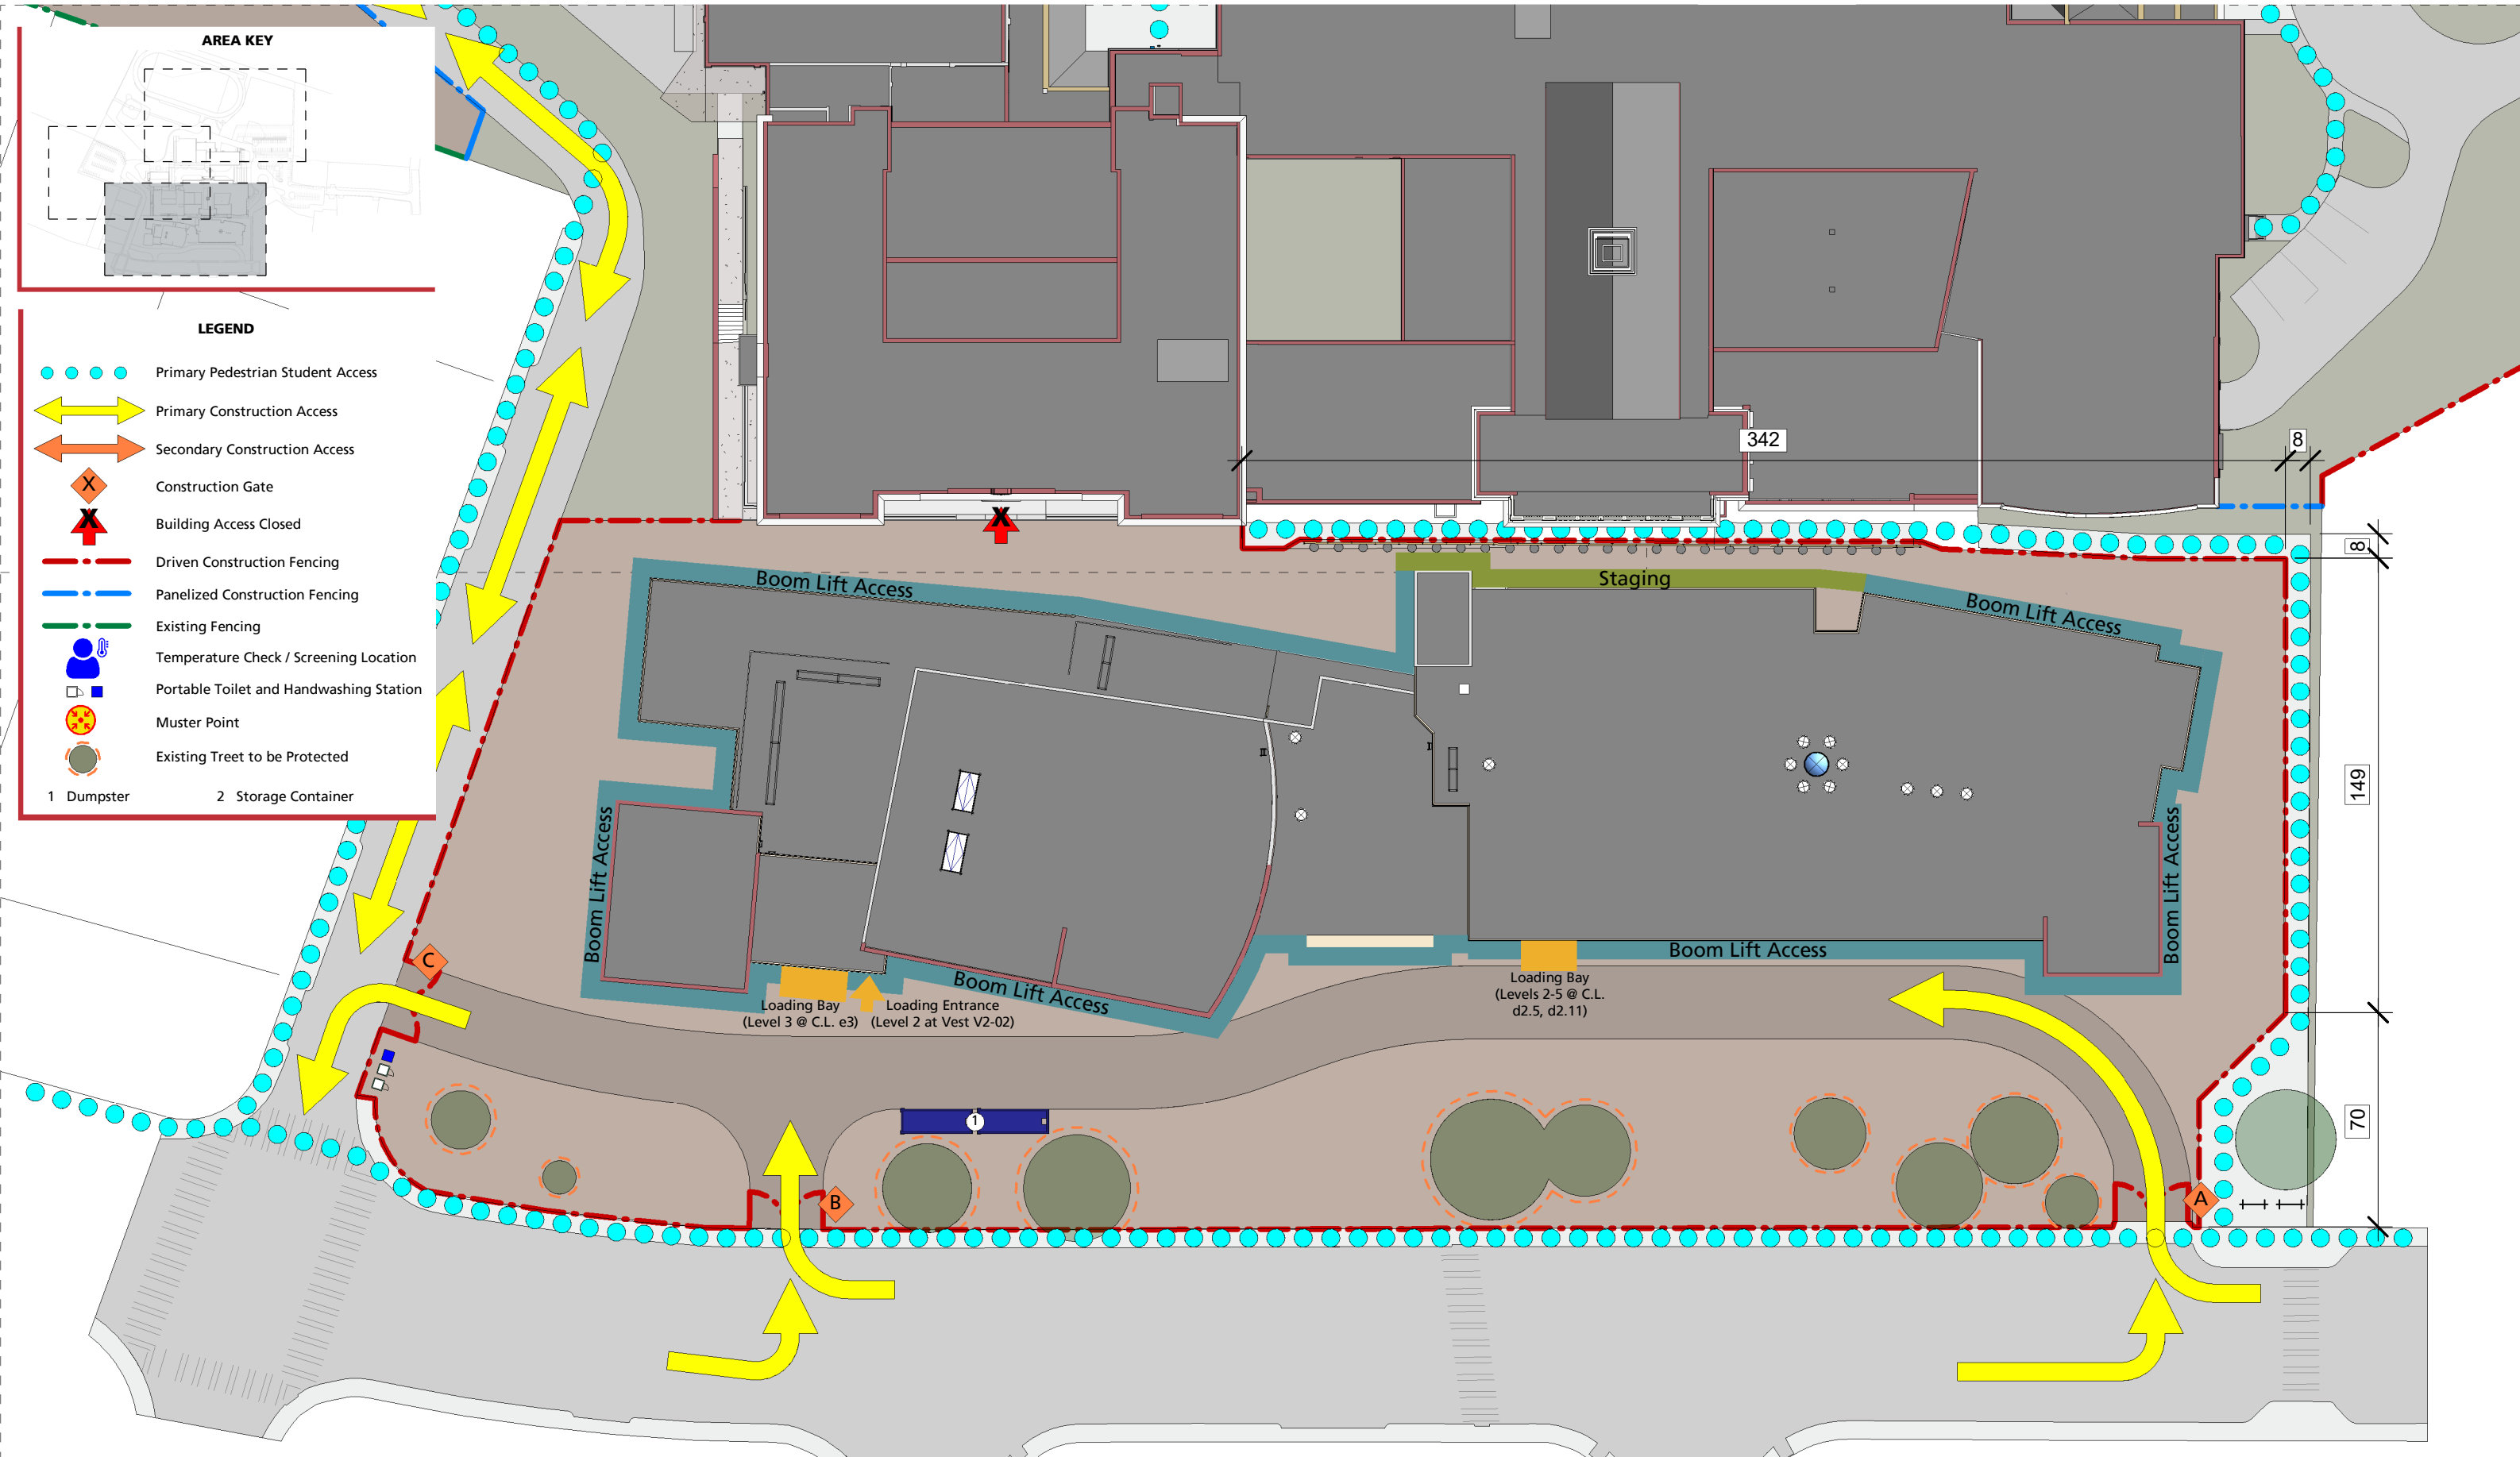 AREA KEY
LEGEND
Primary Pedestrian Student Access
Primary Construction Access
Secondary Construction Access
X
Construction Gate
X
Building Access Closed
Driven Construction Fencing
Panelized Construction Fencing
Existing Fencing
Temperature Check / Screening Location
Portable Toilet and Handwashing Station
Muster Point
Existing Treet to be Protected
1 Dumpster
2 Storage Container
342
8
X
8
Boom Lift Access
Staging
Boom Lift Access
149
Boom Lift Access
Boom Lift Access
Boom Lift Access
C
Boom Lift Access
Loading Bay
(Level 3 @ C.L. e3)
Loading Entrance
(Level 2 at Vest V2-02)
Loading Bay
(Levels 2-5 @ C.L.
d2.5, d2.11)
1
70
B
A